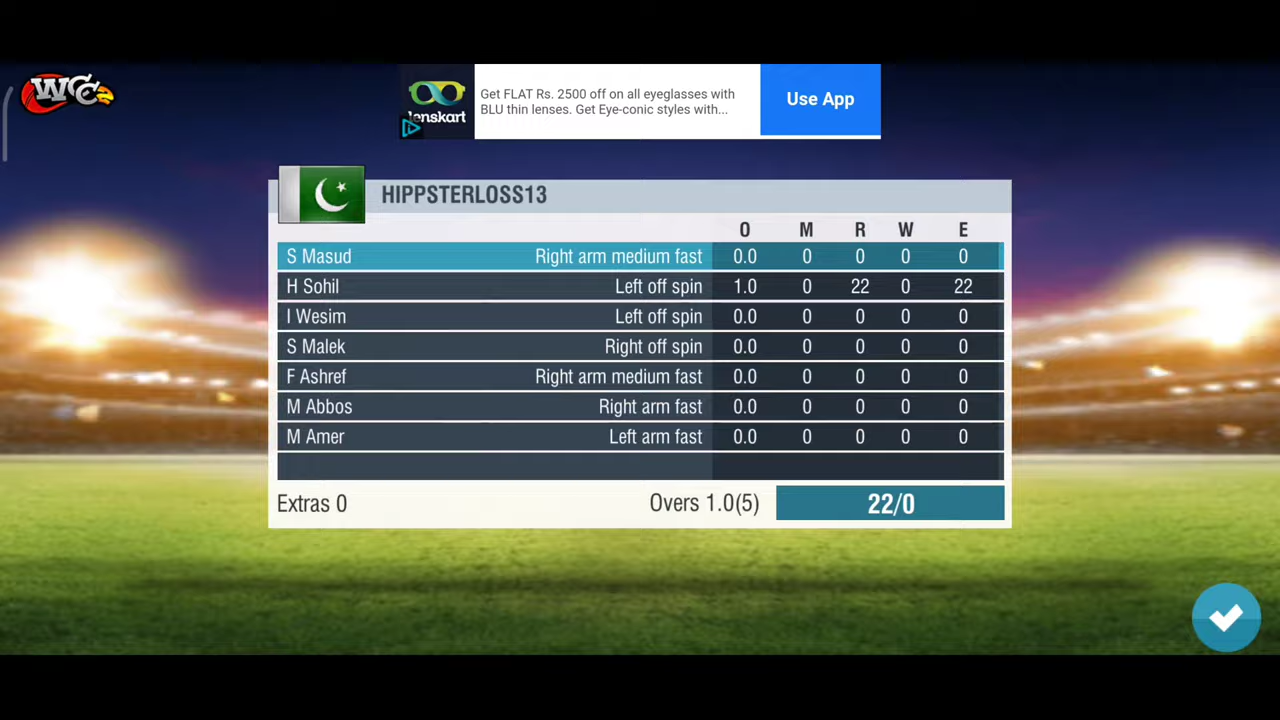 WCC
lenskart
Get FLAT Rs. 2500 off on all eyeglasses with
BLU thin lenses. Get Eye-conic styles with...
Use App
HIPPSTERLOSS13
O M R W E
S Masud Right arm medium fast 0.0 0 0 0 0
H Sohil Left off spin 1.0 0 22 0 22
I Wesim Left off spin 0.0 0 0 0 0
S Malek Right off spin 0.0 0 0 0 0
F Ashref Right arm medium fast 0.0 0 0 0 0
M Abbos Right arm fast 0.0 0 0 0 0
M Amer Left arm fast 0.0 0 0 0 0
Extras 0 Overs 1.0(5) 22/0